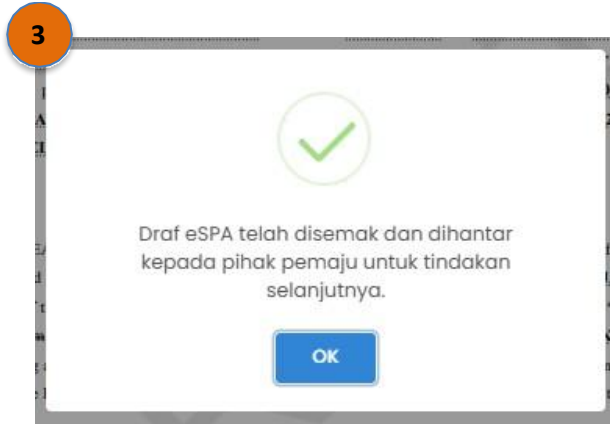 3
Draf eSPA telah disemak dan dihantar
kepada pihak pemaju untuk tindakan
selanjutnya.
OK